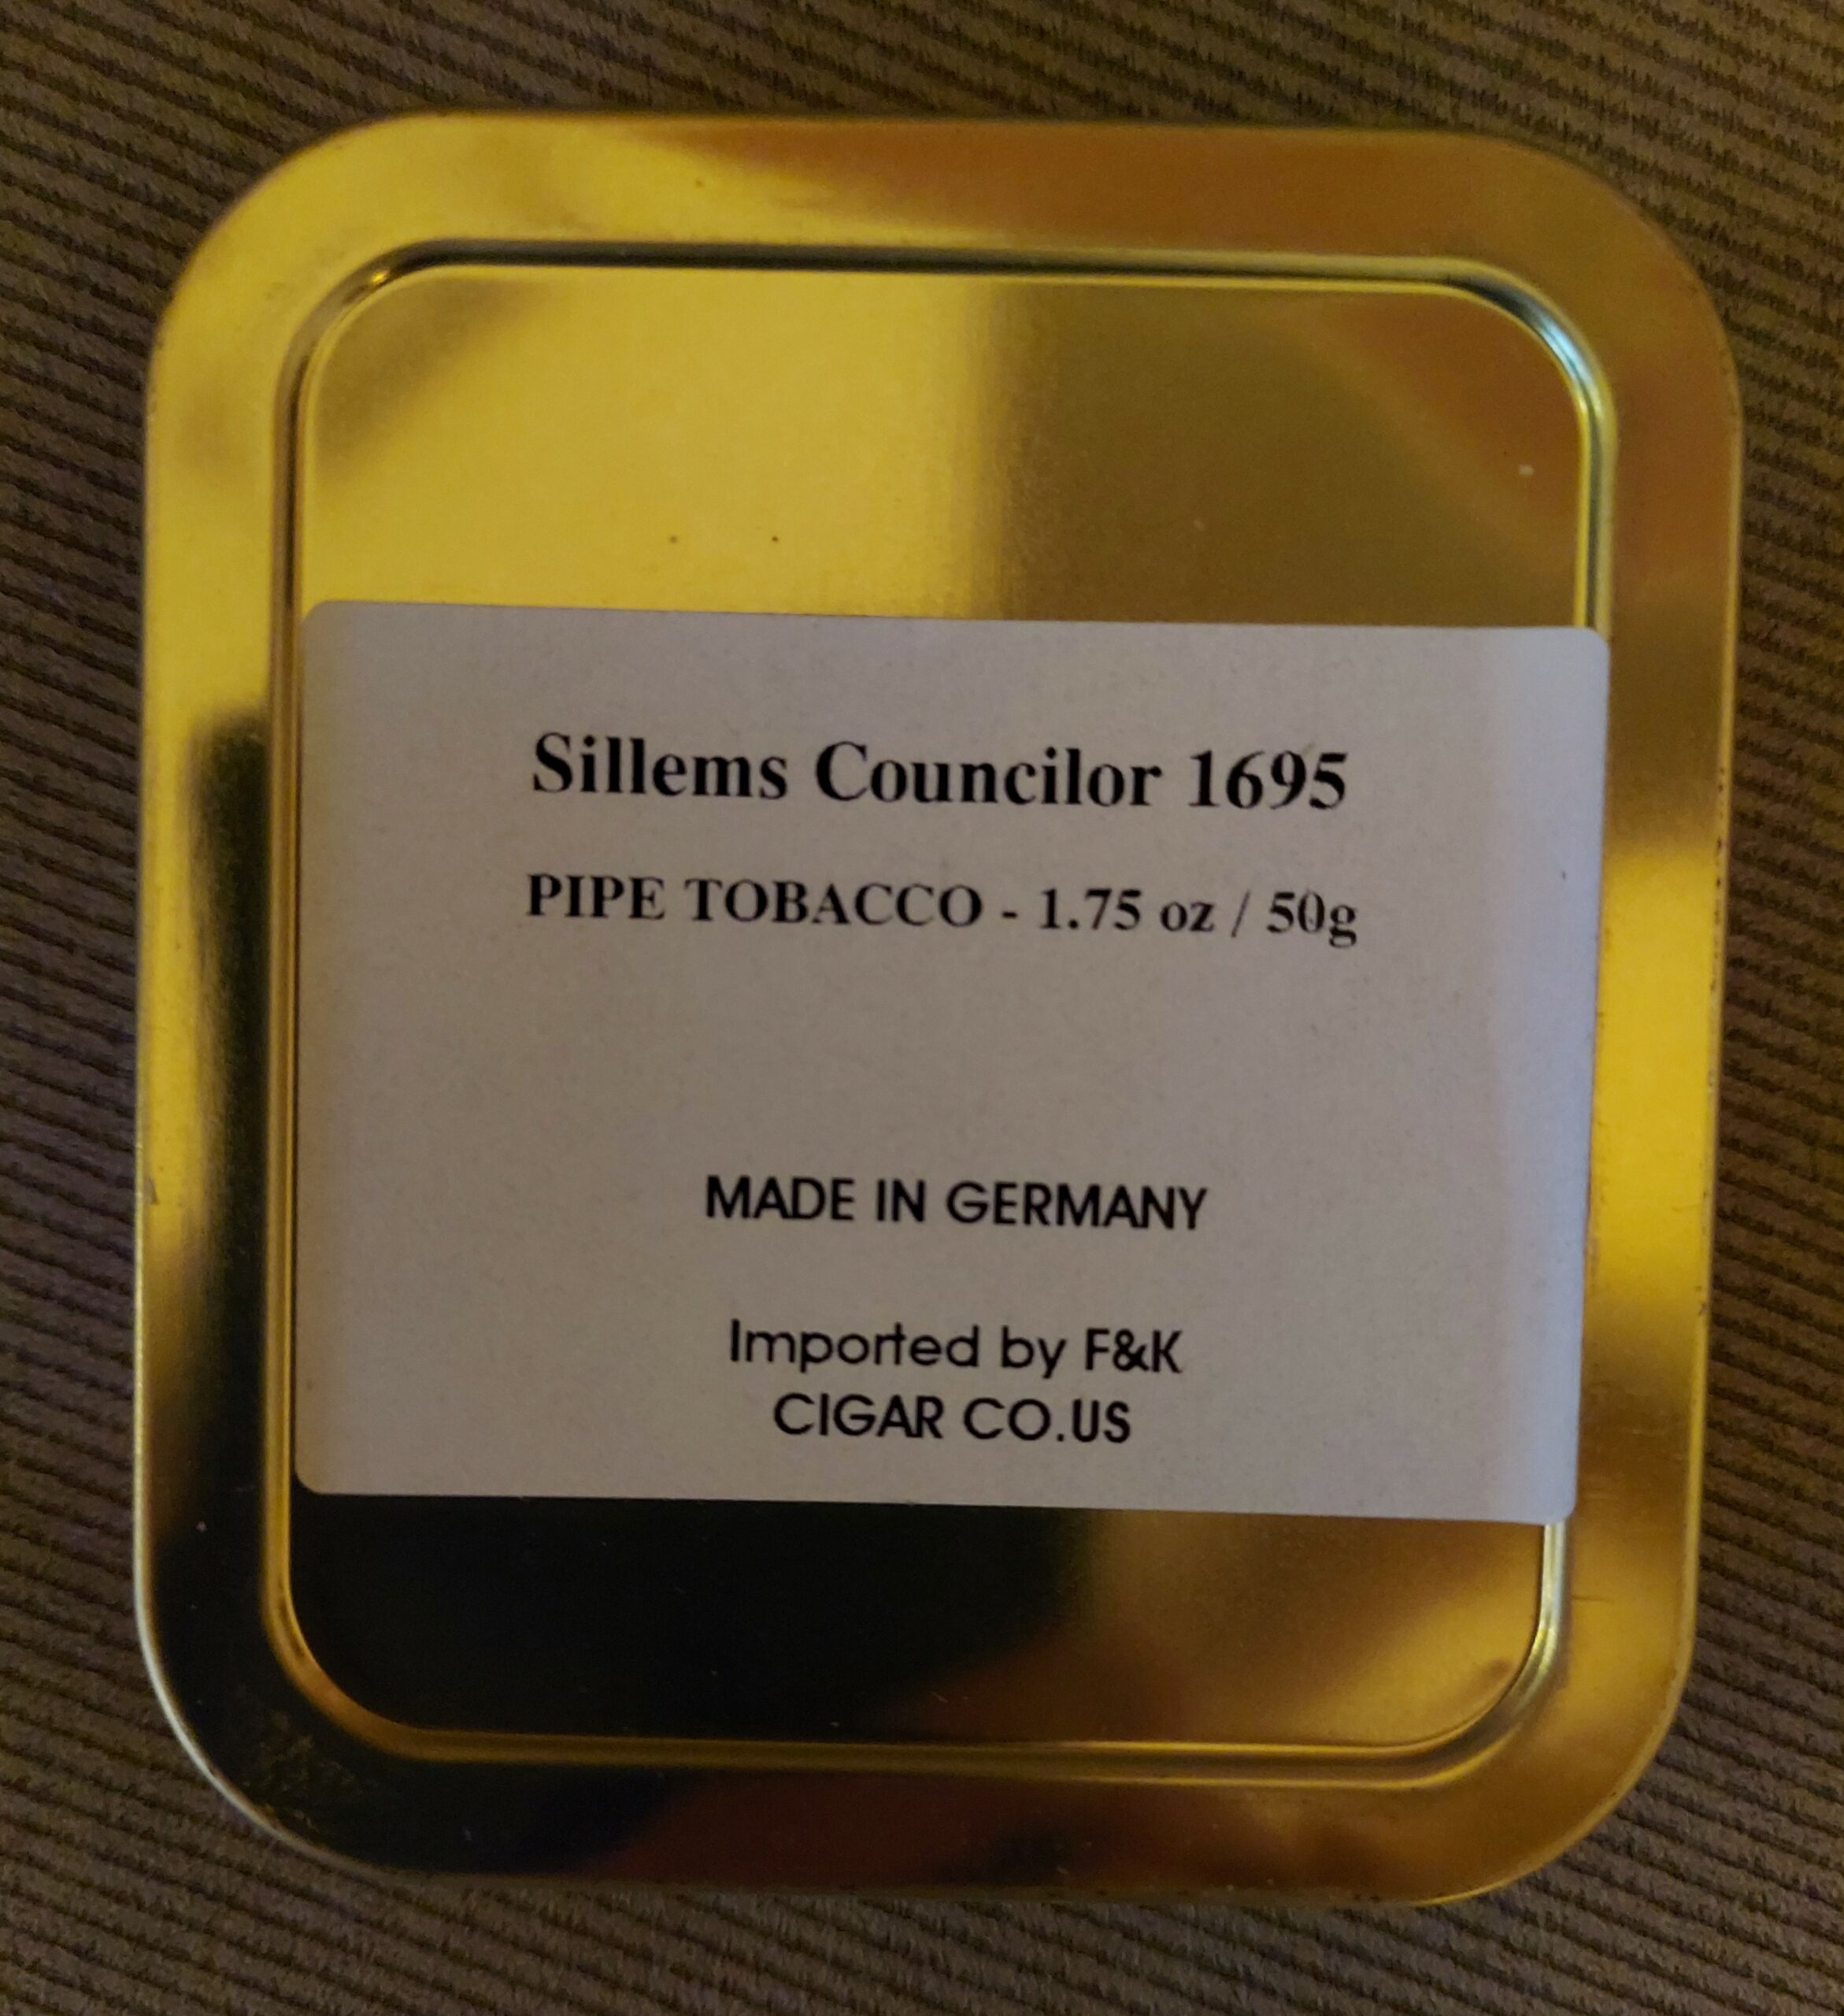 Sillems Councilor 1695
PIPE TOBACCO - 1.75 oz / 50g
MADE IN GERMANY
Imported by F&K
CIGAR CO.US